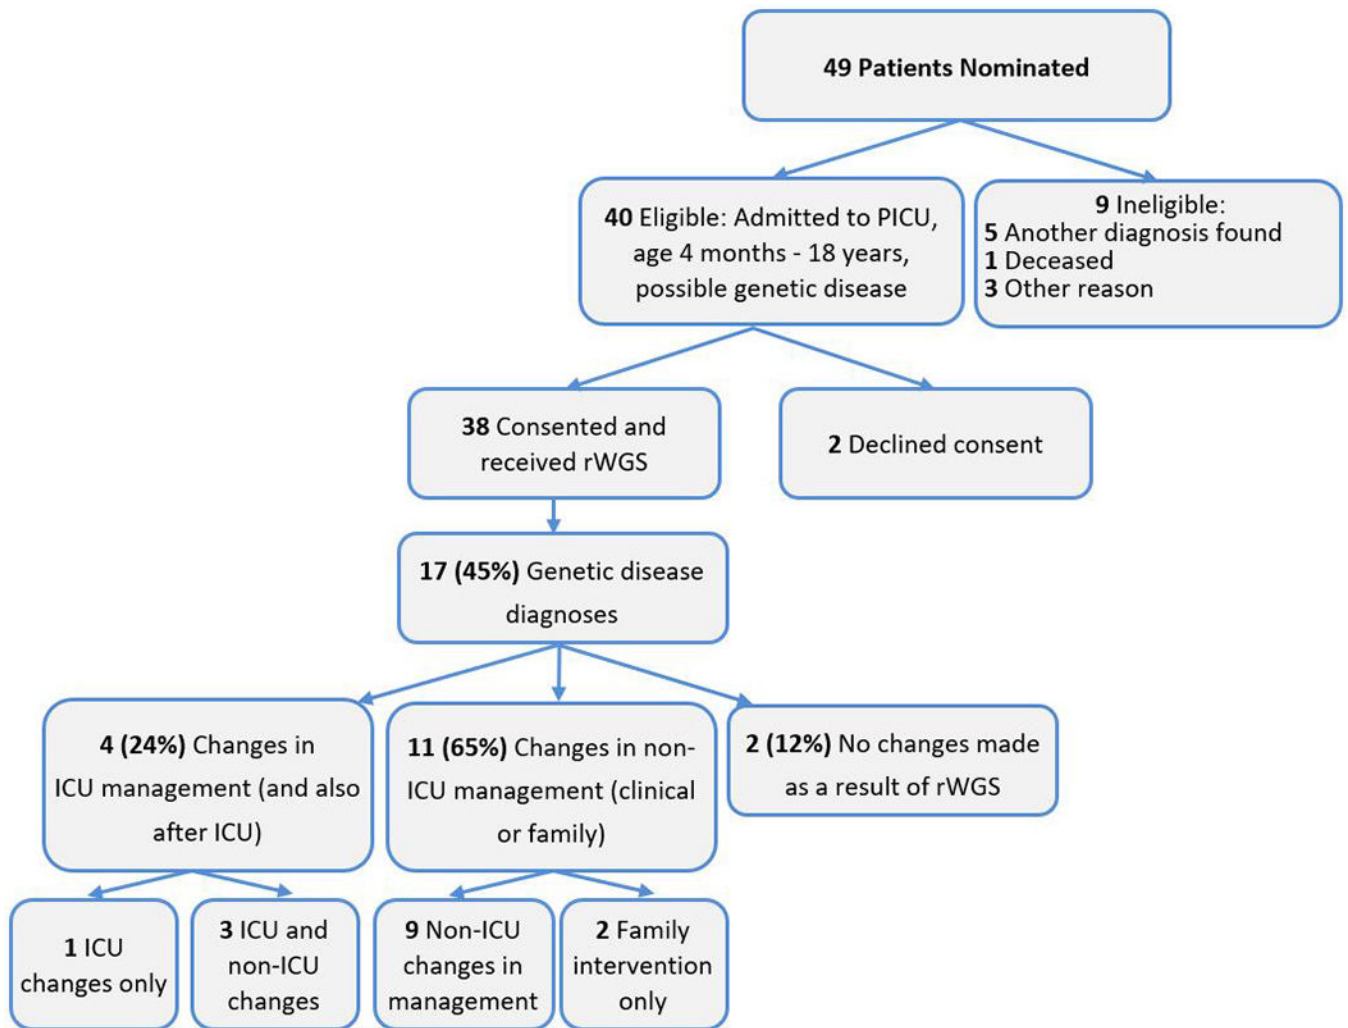 49 Patients Nominated
40 Eligible: Admitted to PICU,
age 4 months - 18 years,
possible genetic disease
9 Ineligible:
5 Another diagnosis found
1 Deceased
3 Other reason
38 Consented and
received rWGS
2 Declined consent
17 (45%) Genetic disease
diagnoses
4 (24%) Changes in
ICU management (and also
after ICU)
11 (65%) Changes in non-
ICU management (clinical
or family)
2 (12%) No changes made
as a result of rWGS
1 ICU
changes only
3 ICU and
non-ICU
changes
9 Non-ICU
changes in
management
2 Family
intervention
only